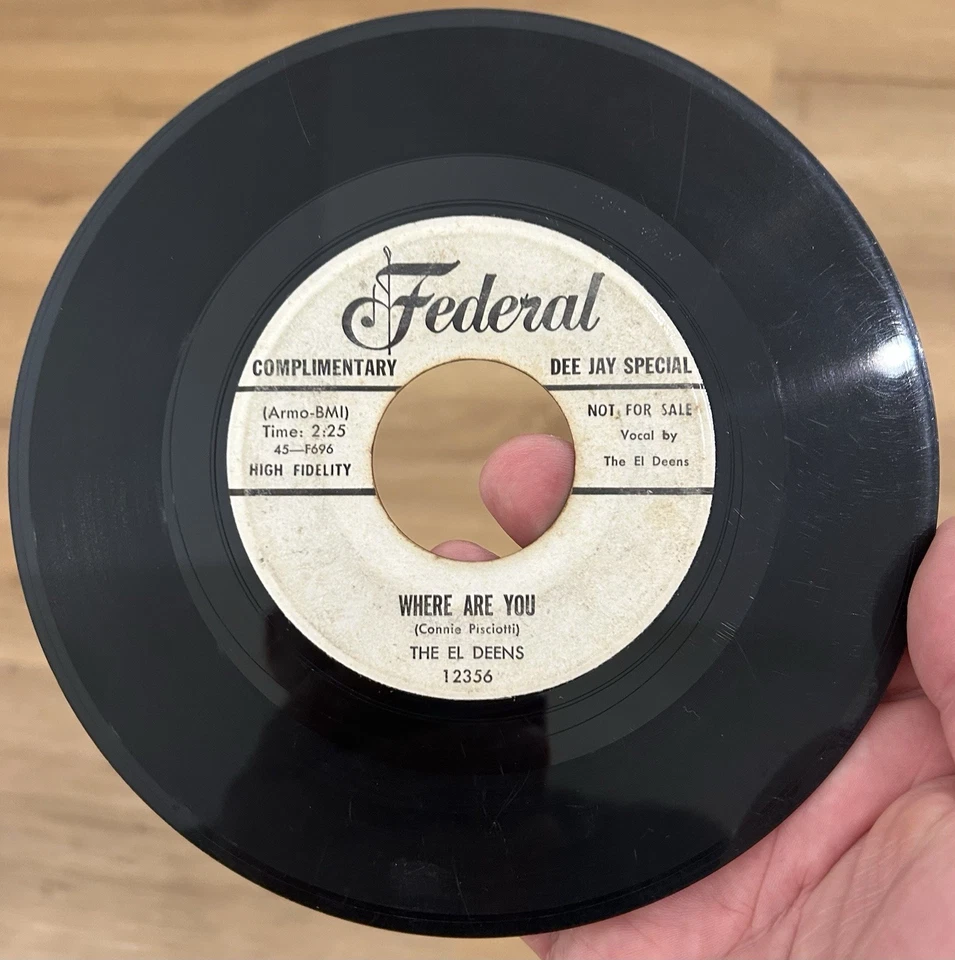 Federal
COMPLIMENTARY
DEE JAY SPECIAL
(Armo-BMI)
Time: 2:25
45—F696
HIGH FIDELITY
NOT FOR SALE
Vocal by
The El Deens
WHERE ARE YOU
(Connie Pisciotti)
THE EL DEENS
12356